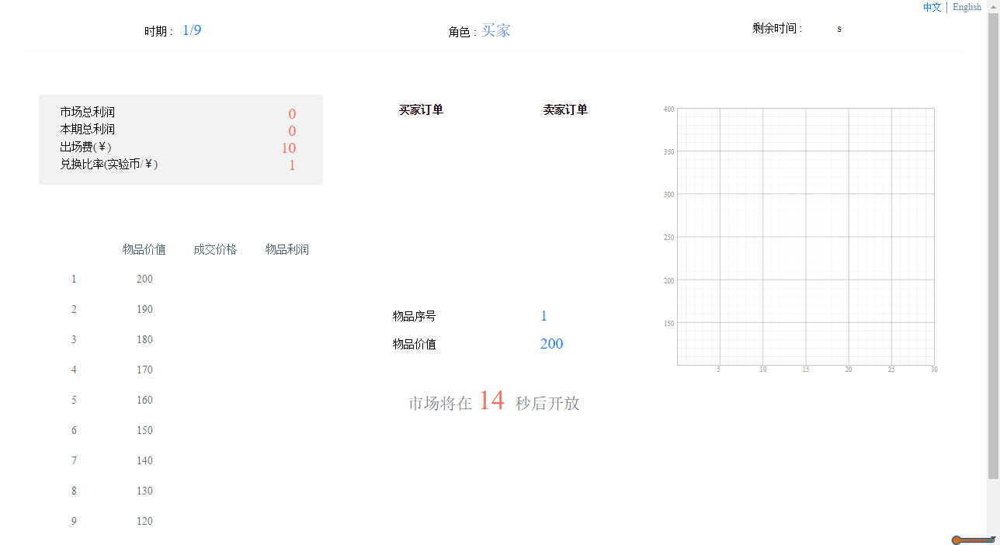 中文 | English
时期： 1/9
角色：买家
剩余时间： s
市场总利润 0
本期总利润 0
出场费(￥) 10
兑换比率(实验币/￥) 1
买家订单 卖家订单
物品价值 成交价格 物品利润
1 200
2 190
3 180
4 170
5 160
6 150
7 140
8 130
9 120
物品序号 1
物品价值 200
市场将在 14 秒后开放
400
350
300
250
200
150
5 10 15 20 25 30